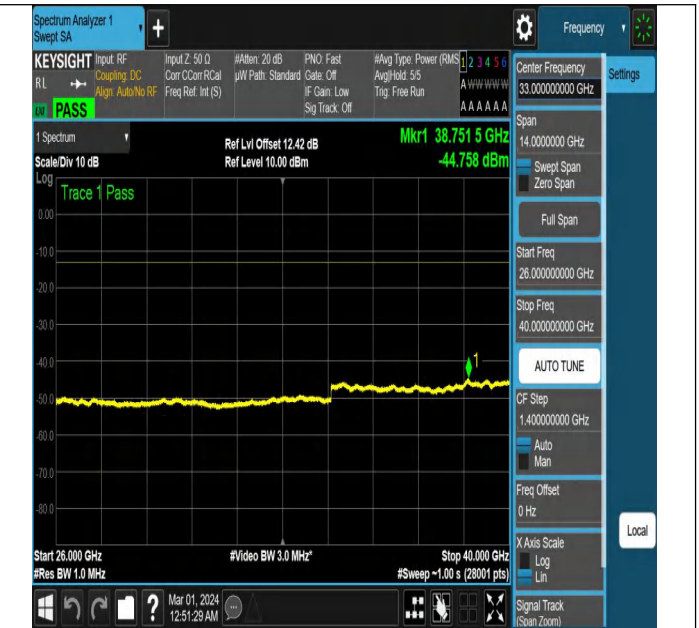 Spectrum Analyzer 1
Swept SA
+
Frequency
KEYSIGHT
RL
PASS
Input: RF
Coupling: DC
Align: Auto/No RF
Input Z: 50 Ω
Corr CCorr RCal
Freq Ref: Int (S)
#Atten: 20 dB
µW Path: Standard
PNO: Fast
Gate: Off
IF Gain: Low
Sig Track: Off
#Avg Type: Power (RMS
Avg|Hold: 5/5
Trig: Free Run
1 2 3 4 5 6
A W W W W W
A A A A A A
1 Spectrum
Scale/Div 10 dB
Log
Ref Lvl Offset 12.42 dB
Ref Level 10.00 dBm
Mkr1 38.751 5 GHz
-44.758 dBm
Trace 1 Pass
0.00
-10.0
-20.0
-30.0
-40.0
-50.0
-60.0
-70.0
-80.0
1
Start 26.000 GHz
#Res BW 1.0 MHz
#Video BW 3.0 MHz*
Stop 40.000 GHz
#Sweep ~1.00 s (28001 pts)
?
Mar 01, 2024
12:51:29 AM
Center Frequency
33.000000000 GHz
Settings
Span
14.0000000 GHz
Swept Span
Zero Span
Full Span
Start Freq
26.000000000 GHz
Stop Freq
40.000000000 GHz
AUTO TUNE
CF Step
1.400000000 GHz
Auto
Man
Freq Offset
0 Hz
X Axis Scale
Log
Lin
Local
Signal Track
(Span Zoom)